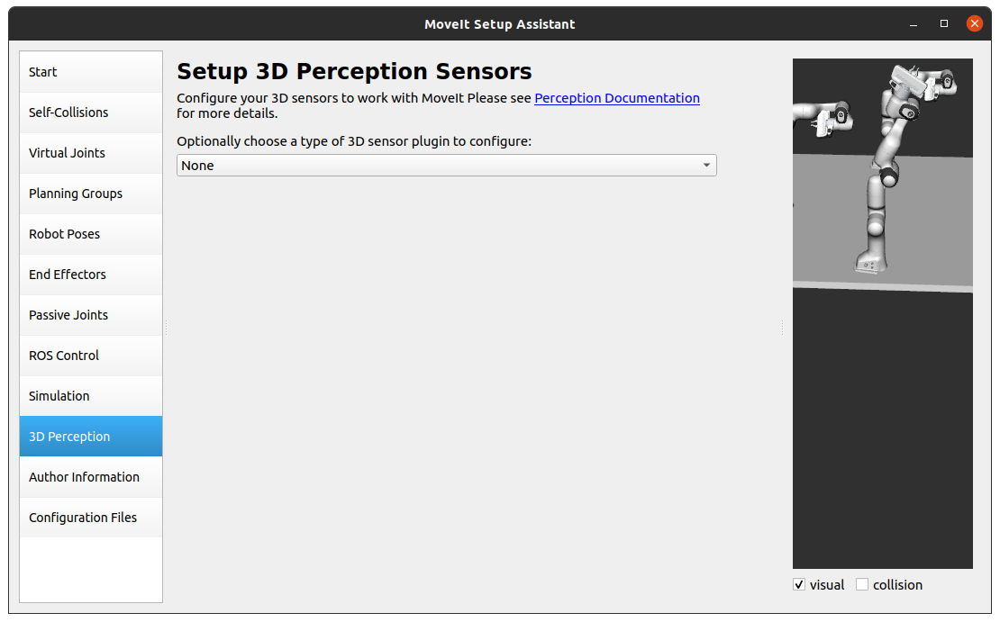 MoveIt Setup Assistant
Start
Self-Collisions
Virtual Joints
Planning Groups
Robot Poses
End Effectors
Passive Joints
ROS Control
Simulation
3D Perception
Author Information
Configuration Files
Setup 3D Perception Sensors
Configure your 3D sensors to work with MoveIt Please see Perception Documentation
for more details.
Optionally choose a type of 3D sensor plugin to configure:
None
visual
collision